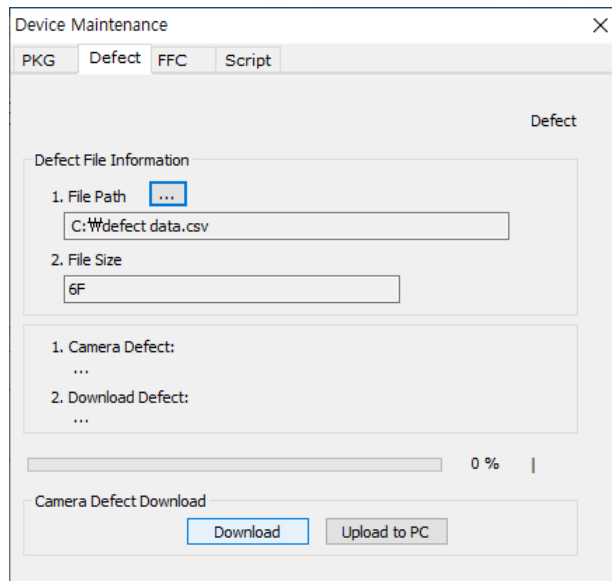 Device Maintenance
PKG Defect FFC Script
Defect
Defect File Information
1. File Path ...
C:₩defect data.csv
2. File Size
6F
1. Camera Defect:
...
2. Download Defect:
...
0 %
Camera Defect Download
Download Upload to PC